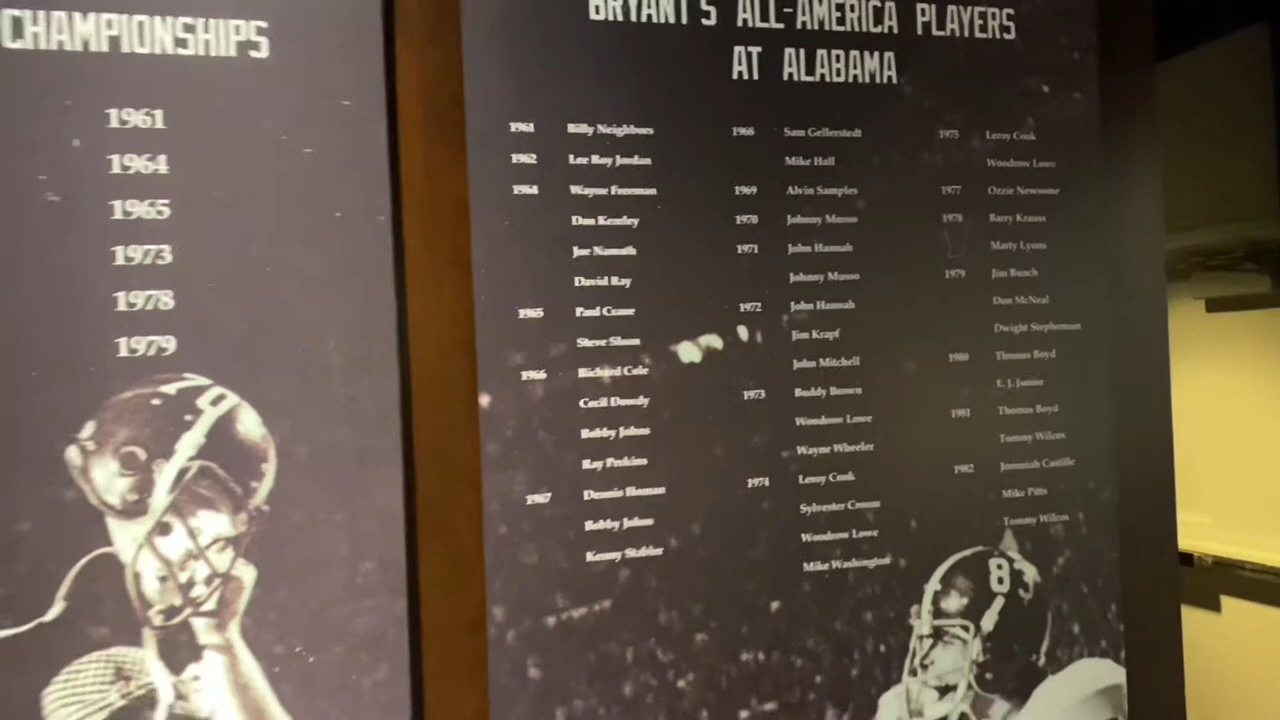 CHAMPIONSHIPS
1961
1964
1965
1973
1978
1979
79
BRYANT'S ALL-AMERICA PLAYERS
AT ALABAMA
1961 Billy Neighbors
1962 Lee Roy Jordan
1964 Wayne Freeman
Dan Kearley
Joe Namath
David Ray
1965 Paul Crane
Steve Sloan
1966 Richard Cole
Cecil Dowdy
Bobby Johns
Ray Perkins
1967 Dennis Homan
Bobby Johns
Kenny Stabler
1968 Sam Gellerstedt
Mike Hall
1969 Alvin Samples
1970 Johnny Musso
1971 John Hannah
Johnny Musso
1972 John Hannah
Jim Krapf
John Mitchell
1973 Buddy Brown
Woodrow Lowe
Wayne Wheeler
1974 Leroy Cook
Sylvester Croom
Woodrow Lowe
Mike Washington
1975 Leroy Cook
Woodrow Lowe
1977 Ozzie Newsome
1978 Barry Krauss
Marty Lyons
1979 Jim Bunch
Don McNeal
Dwight Stephenson
1980 Thomas Boyd
E. J. Junior
1981 Thomas Boyd
Tommy Wilcox
1982 Jeremiah Castille
Mike Pitts
Tommy Wilcox
8